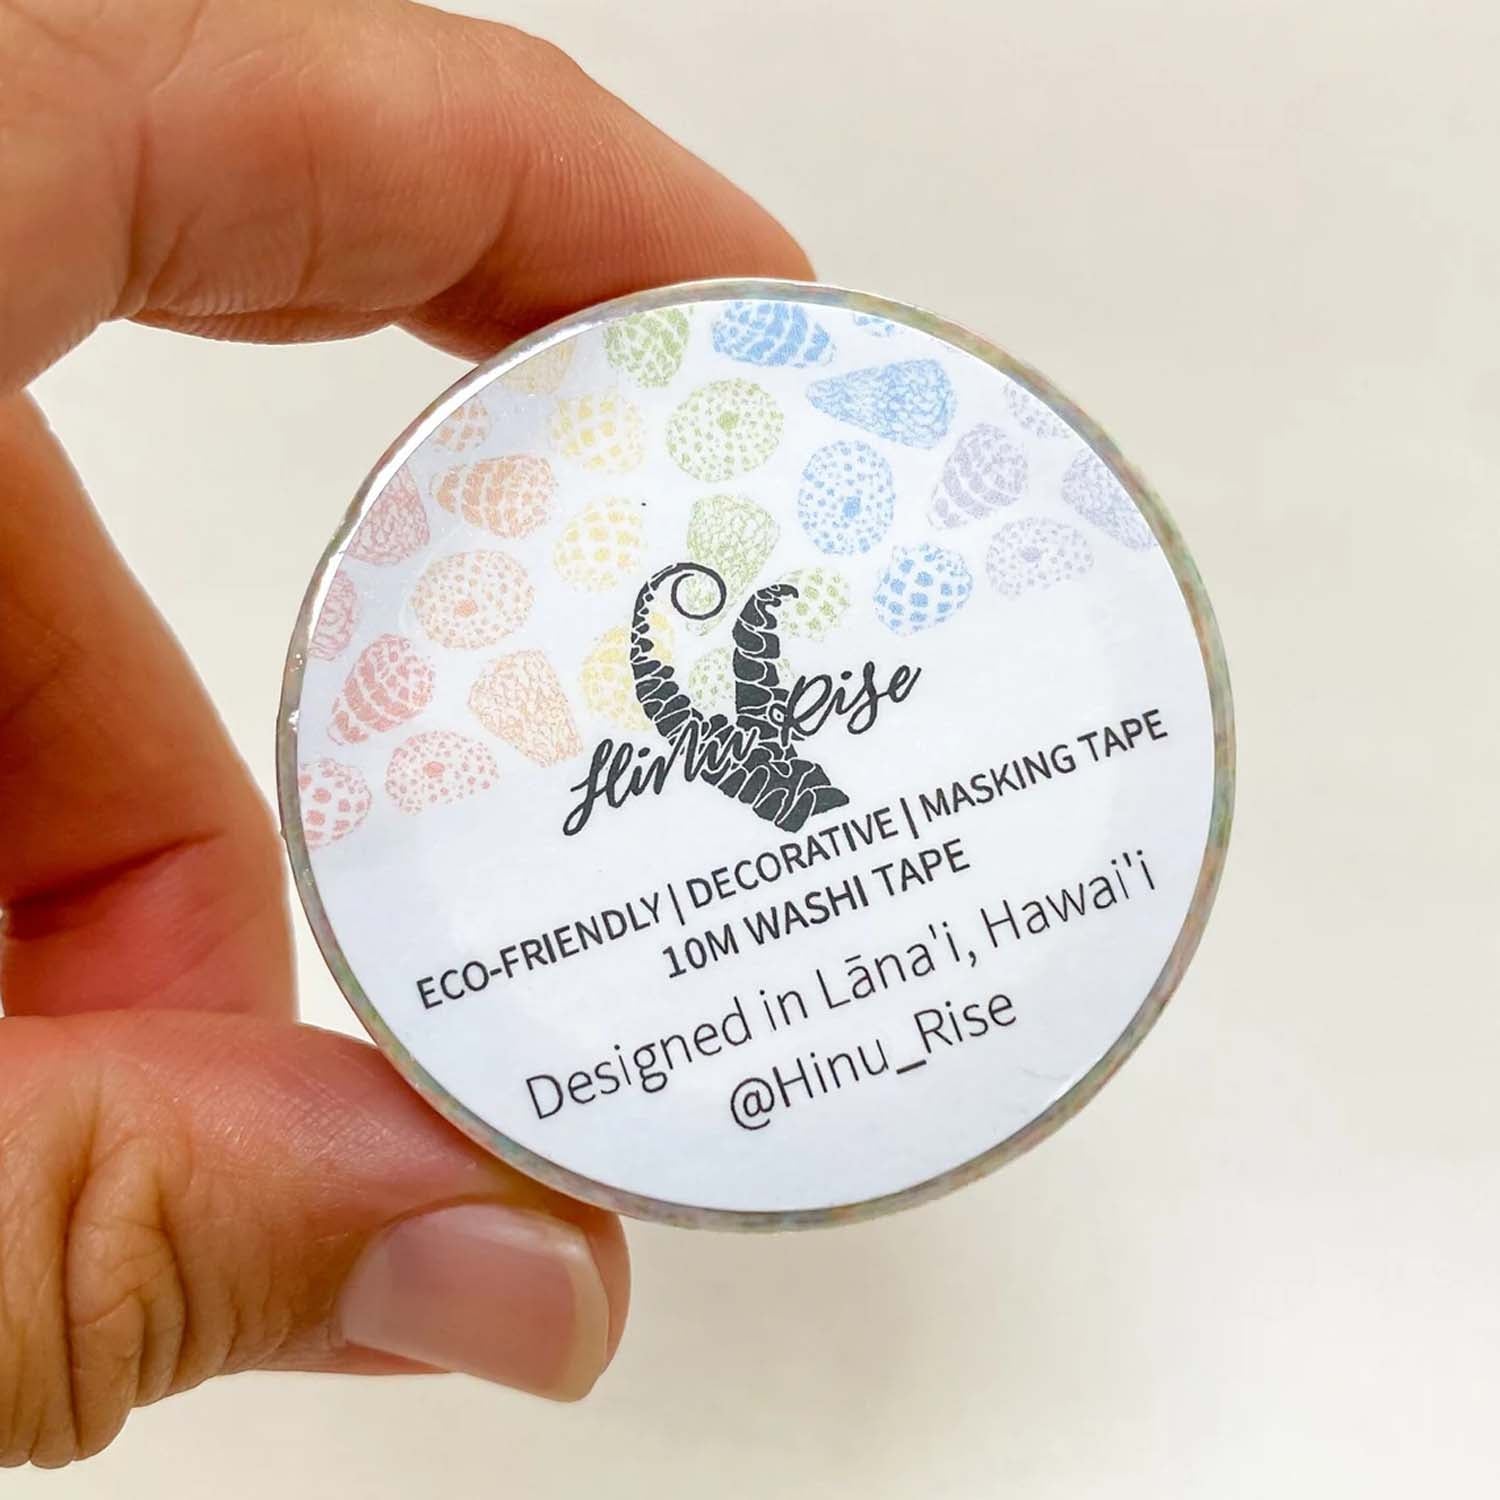 Hinu Rise
ECO-FRIENDLY | DECORATIVE | MASKING TAPE
10M WASHI TAPE
Designed in Lāna'i, Hawai'i
@Hinu_Rise